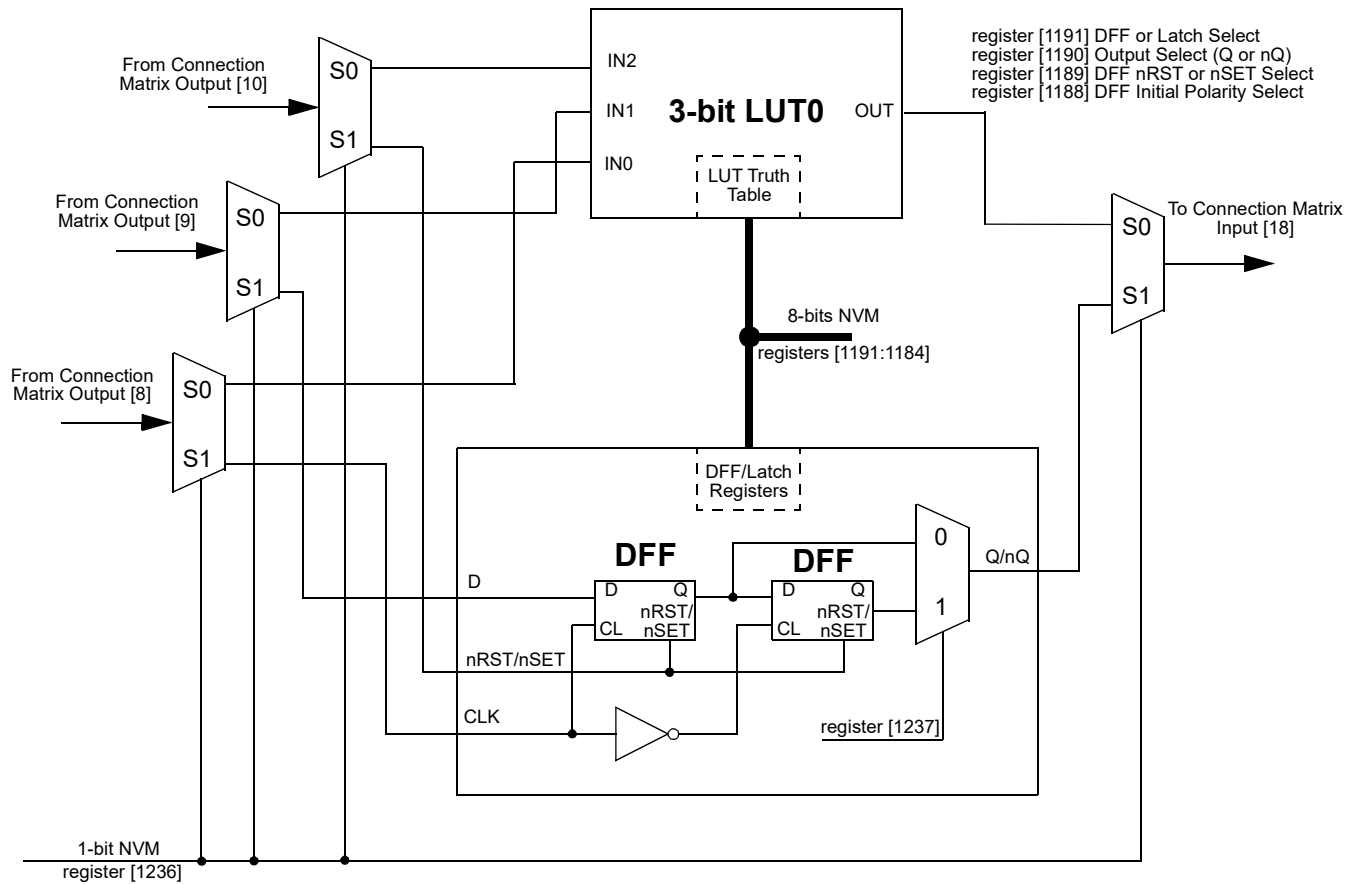 From Connection
Matrix Output [10]
S0
S1
IN2
IN1
IN0
3-bit LUT0
OUT
LUT Truth
Table
register [1191] DFF or Latch Select
register [1190] Output Select (Q or nQ)
register [1189] DFF nRST or nSET Select
register [1188] DFF Initial Polarity Select
From Connection
Matrix Output [9]
S0
S1
To Connection Matrix
Input [18]
S0
S1
8-bits NVM
registers [1191:1184]
From Connection
Matrix Output [8]
S0
S1
DFF/Latch
Registers
DFF
D
D
Q
nRST/
nSET
CL
DFF
D
Q
nRST/
nSET
CL
0
1
Q/nQ
nRST/nSET
CLK
register [1237]
1-bit NVM
register [1236]